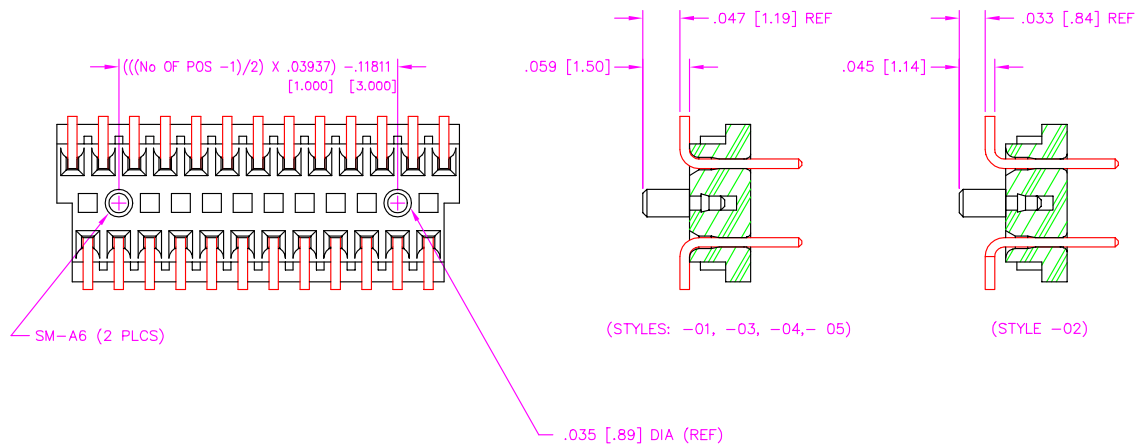 .047 [1.19] REF
.033 [.84] REF
(((No OF POS -1)/2) X .03937) -.11811
[1.000] [3.000]
.059 [1.50]
.045 [1.14]
SM-A6 (2 PLCS)
(STYLES: -01, -03, -04,- 05)
(STYLE -02)
.035 [.89] DIA (REF)